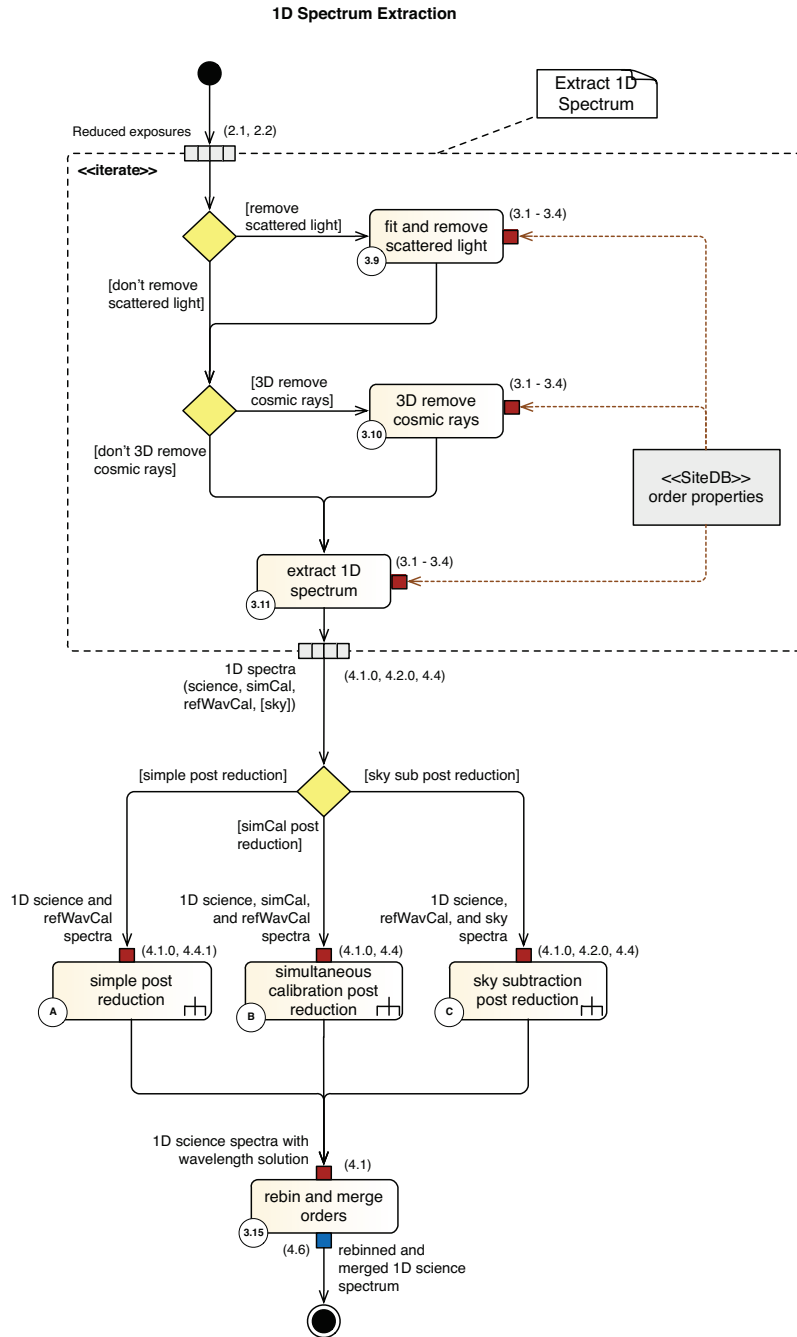 1D Spectrum Extraction
Extract 1D
Spectrum
Reduced exposures
(2.1, 2.2)
<<iterate>>
[remove
scattered light]
fit and remove
scattered light
3.9
(3.1 - 3.4)
[don't remove
scattered light]
[3D remove
cosmic rays]
3D remove
cosmic rays
3.10
(3.1 - 3.4)
[don't 3D remove
cosmic rays]
<<SiteDB>>
order properties
extract 1D
spectrum
3.11
(3.1 - 3.4)
1D spectra
(science, simCal,
refWavCal, [sky])
(4.1.0, 4.2.0, 4.4)
[simple post reduction]
[sky sub post reduction]
[simCal post
reduction]
1D science and
refWavCal
spectra
(4.1.0, 4.4.1)
simple post
reduction
A
1D science, simCal,
and refWavCal
spectra
(4.1.0, 4.4)
simultaneous
calibration post
reduction
B
1D science,
refWavCal, and sky
spectra
(4.1.0, 4.2.0, 4.4)
sky subtraction
post reduction
C
1D science spectra with
wavelength solution
(4.1)
rebin and merge
orders
3.15
(4.6)
rebinned and
merged 1D science
spectrum